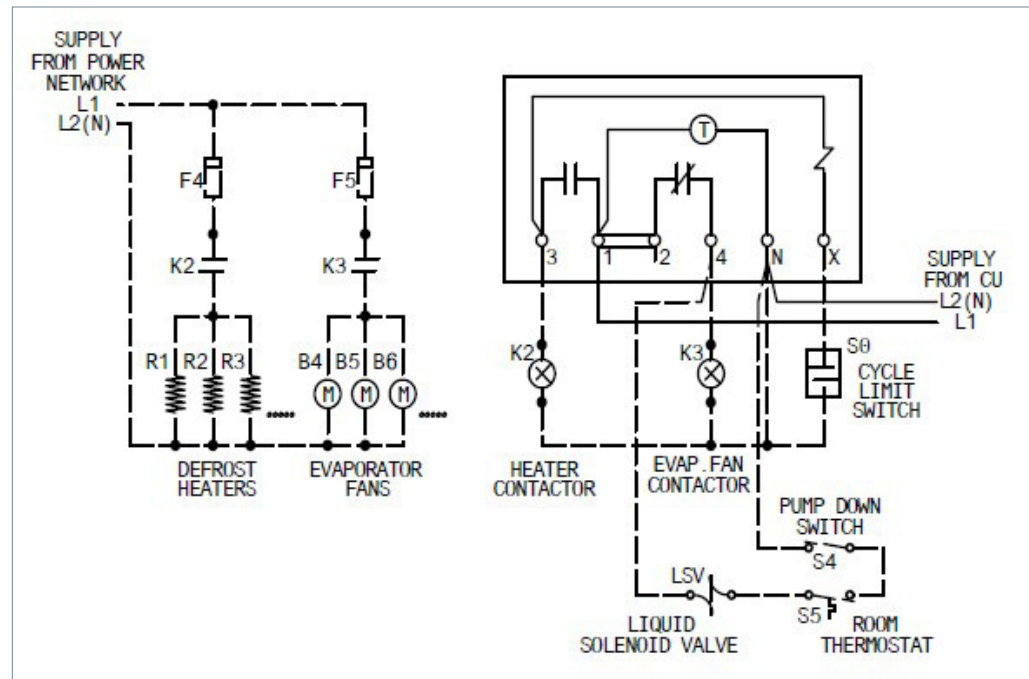 SUPPLY
FROM POWER
NETWORK
L1
L2(N)
F4
F5
K2
K3
R1 R2 R3
B4 B5 B6
M M M
DEFROST
HEATERS
EVAPORATOR
FANS
T
3 1 2 4 N X
SUPPLY
FROM CU
L2(N)
L1
K2
K3
S0
CYCLE
LIMIT
SWITCH
HEATER
CONTACTOR
EVAP.FAN
CONTACTOR
PUMP DOWN
SWITCH
S4
LSV
S5
LIQUID
SOLENOID VALVE
ROOM
THERMOSTAT